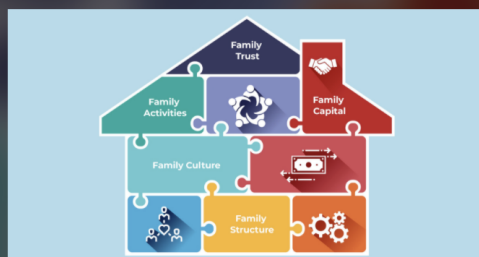 Family
Trust
Family
Activities
Family
Capital
Family Culture
Family
Structure